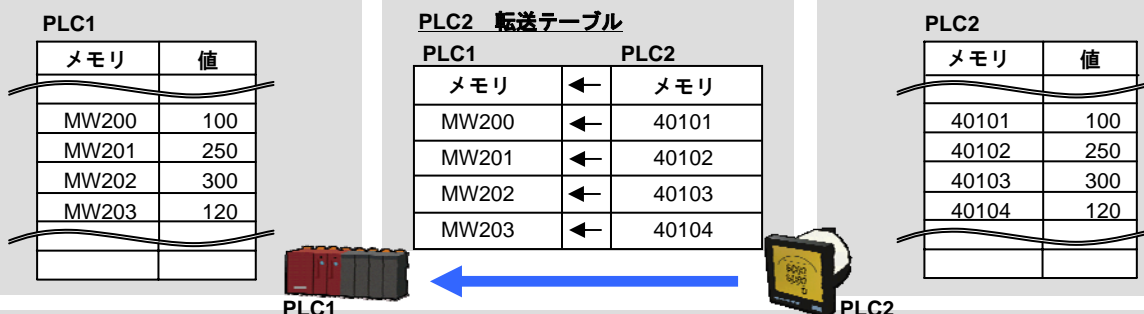 PLC1
メモリ 値
MW200 100
MW201 250
MW202 300
MW203 120
PLC2 転送テーブル
PLC1 PLC2
メモリ ← メモリ
MW200 ← 40101
MW201 ← 40102
MW202 ← 40103
MW203 ← 40104
PLC1
PLC2
PLC2
メモリ 値
40101 100
40102 250
40103 300
40104 120